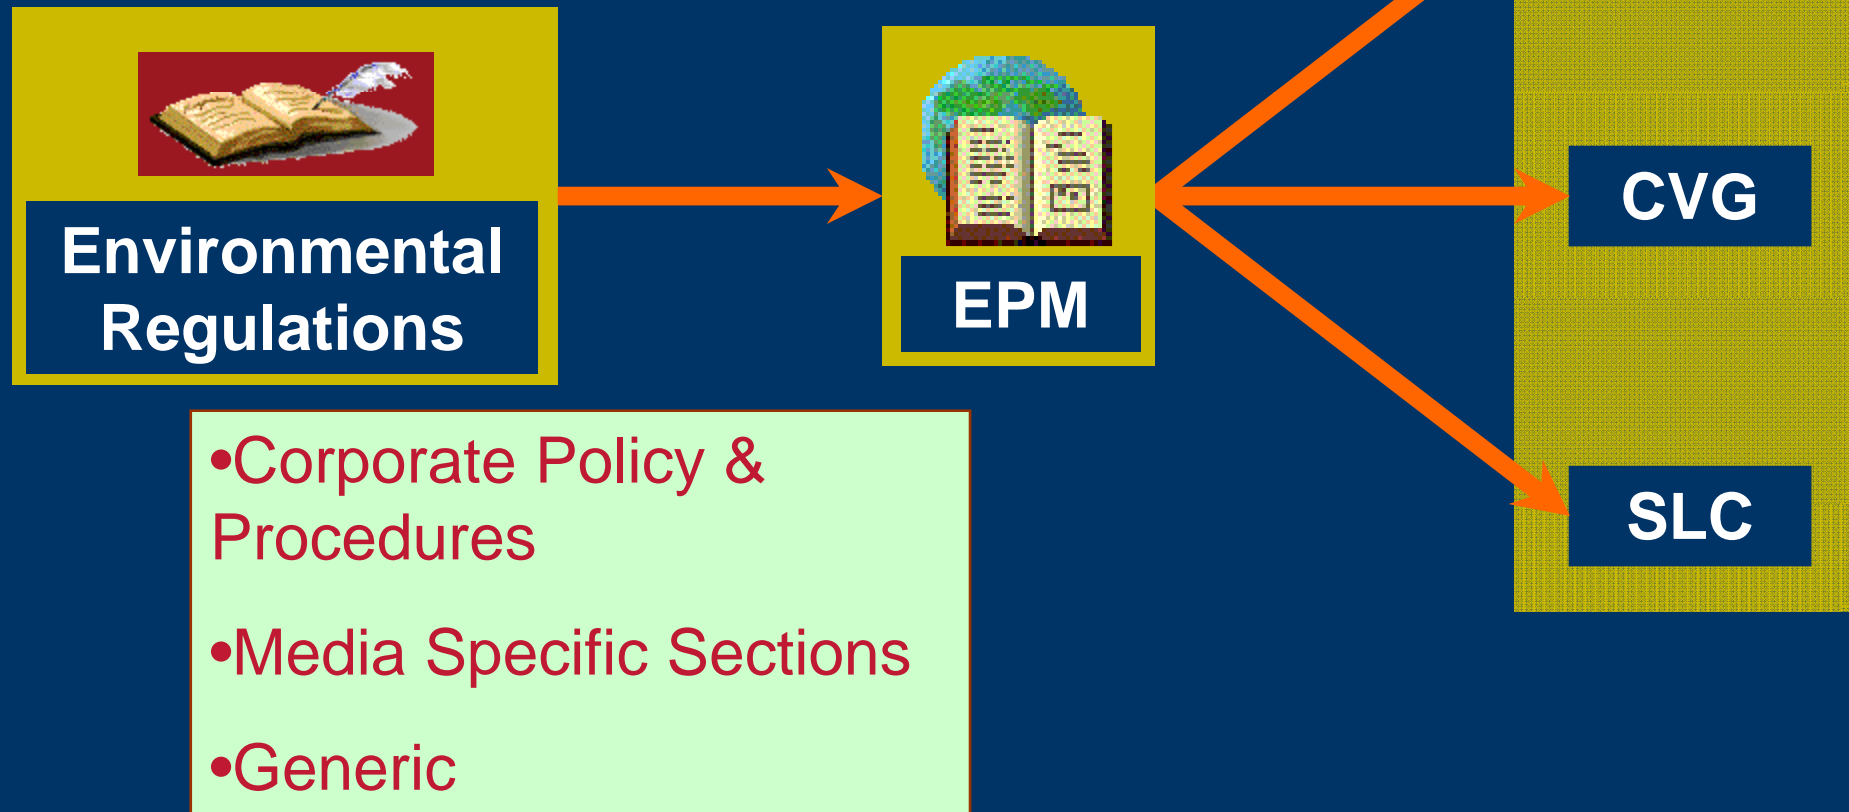 Environmental
Regulations
EPM
CVG
SLC
•Corporate Policy &
Procedures
•Media Specific Sections
•Generic